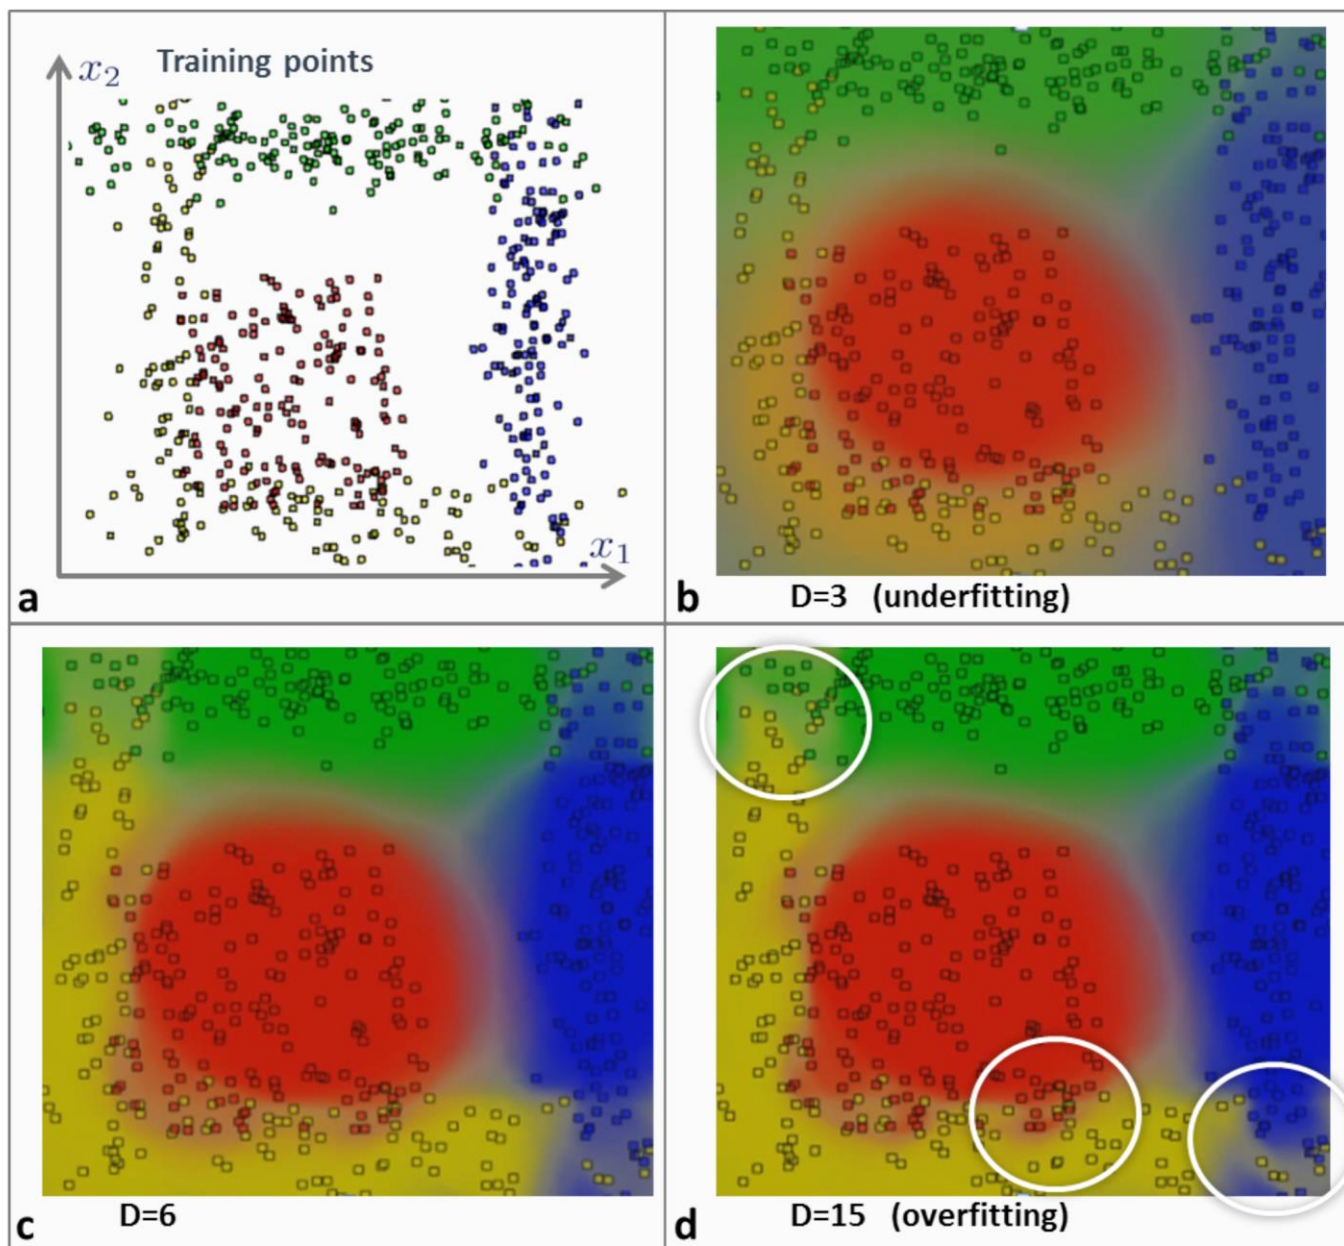 Training points
x₂
x₁
a
b
D=3 (underfitting)
c
D=6
d
D=15 (overfitting)